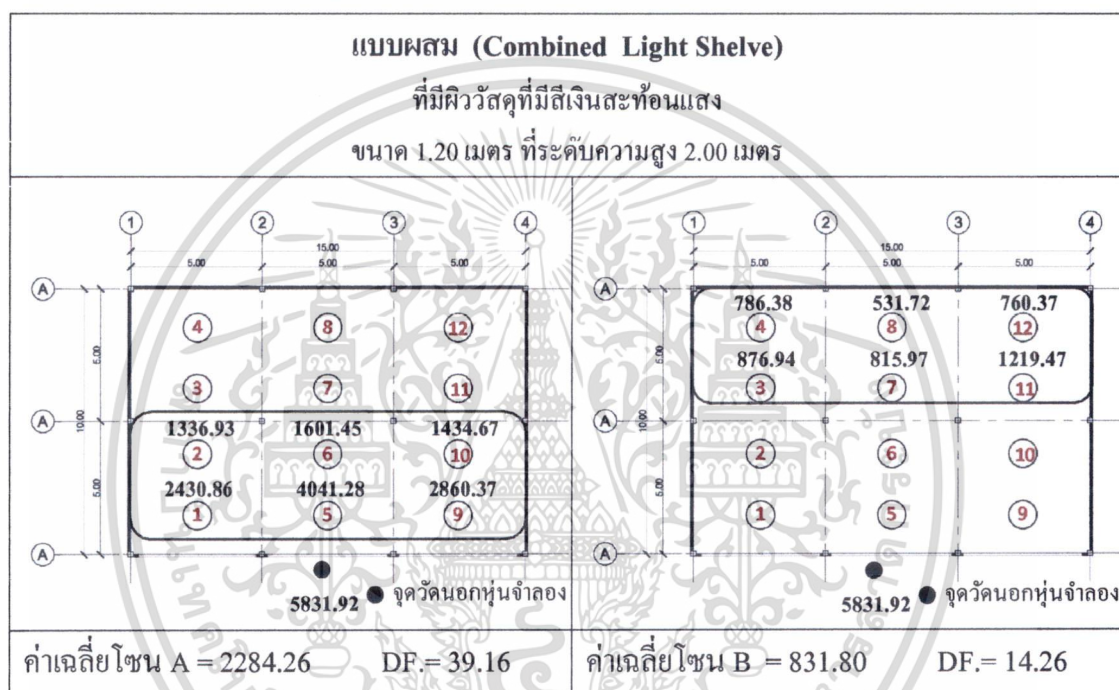 แบบผสม (Combined Light Shelve)
ที่มีผิววัสดุที่มีสีเงินสะท้อนแสง
ขนาด 1.20 เมตร ที่ระดับความสูง 2.00 เมตร
1 2 3 4
15.00
5.00 5.00 5.00
A
4 8 12
5.00
3 7 11
A
10.00
1336.93 1601.45 1434.67
2 6 10
2430.86 4041.28 2860.37
5.00
1 5 9
A
5831.92
จุดวัดนอกหุ่นจำลอง
ค่าเฉลี่ยโซน A = 2284.26 DF.= 39.16
1 2 3 4
15.00
5.00 5.00 5.00
A
786.38 531.72 760.37
4 8 12
876.94 815.97 1219.47
5.00
3 7 11
A
10.00
2 6 10
5.00
1 5 9
A
5831.92
จุดวัดนอกหุ่นจำลอง
ค่าเฉลี่ยโซน B = 831.80 DF.= 14.26